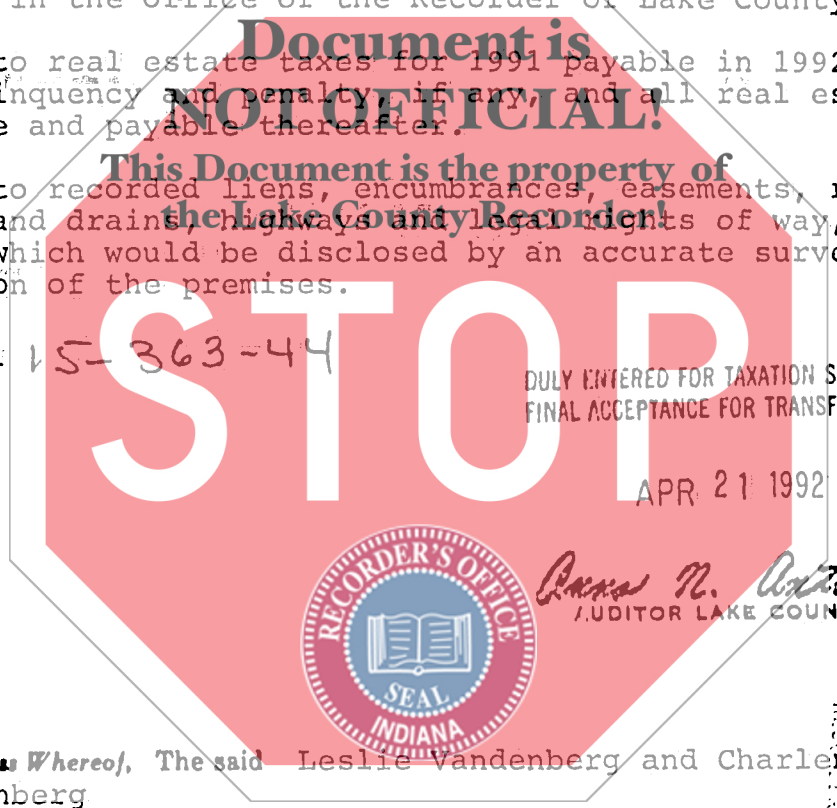 in the Office of the Recorder of Lake County
Document is
to real estate taxes for 1991 payable in 1992
inquency and penalty, if any, and all real es
NOT OFFICIAL!
e and payable thereafter.
This Document is the property of
to recorded liens, encumbrances, easements, r
the Lake County Recorder!
and drains, highways and legal rights of way,
which would be disclosed by an accurate surve
on of the premises.
15-363-44
STOP
DULY ENTERED FOR TAXATION S
FINAL ACCEPTANCE FOR TRANSF
APR 21 1992
Anna N. Ant
AUDITOR LAKE COUN
RECORDER'S OFFICE
SEAL
INDIANA
ss Whereof, The said Leslie Vandenberg and Charle
nberg